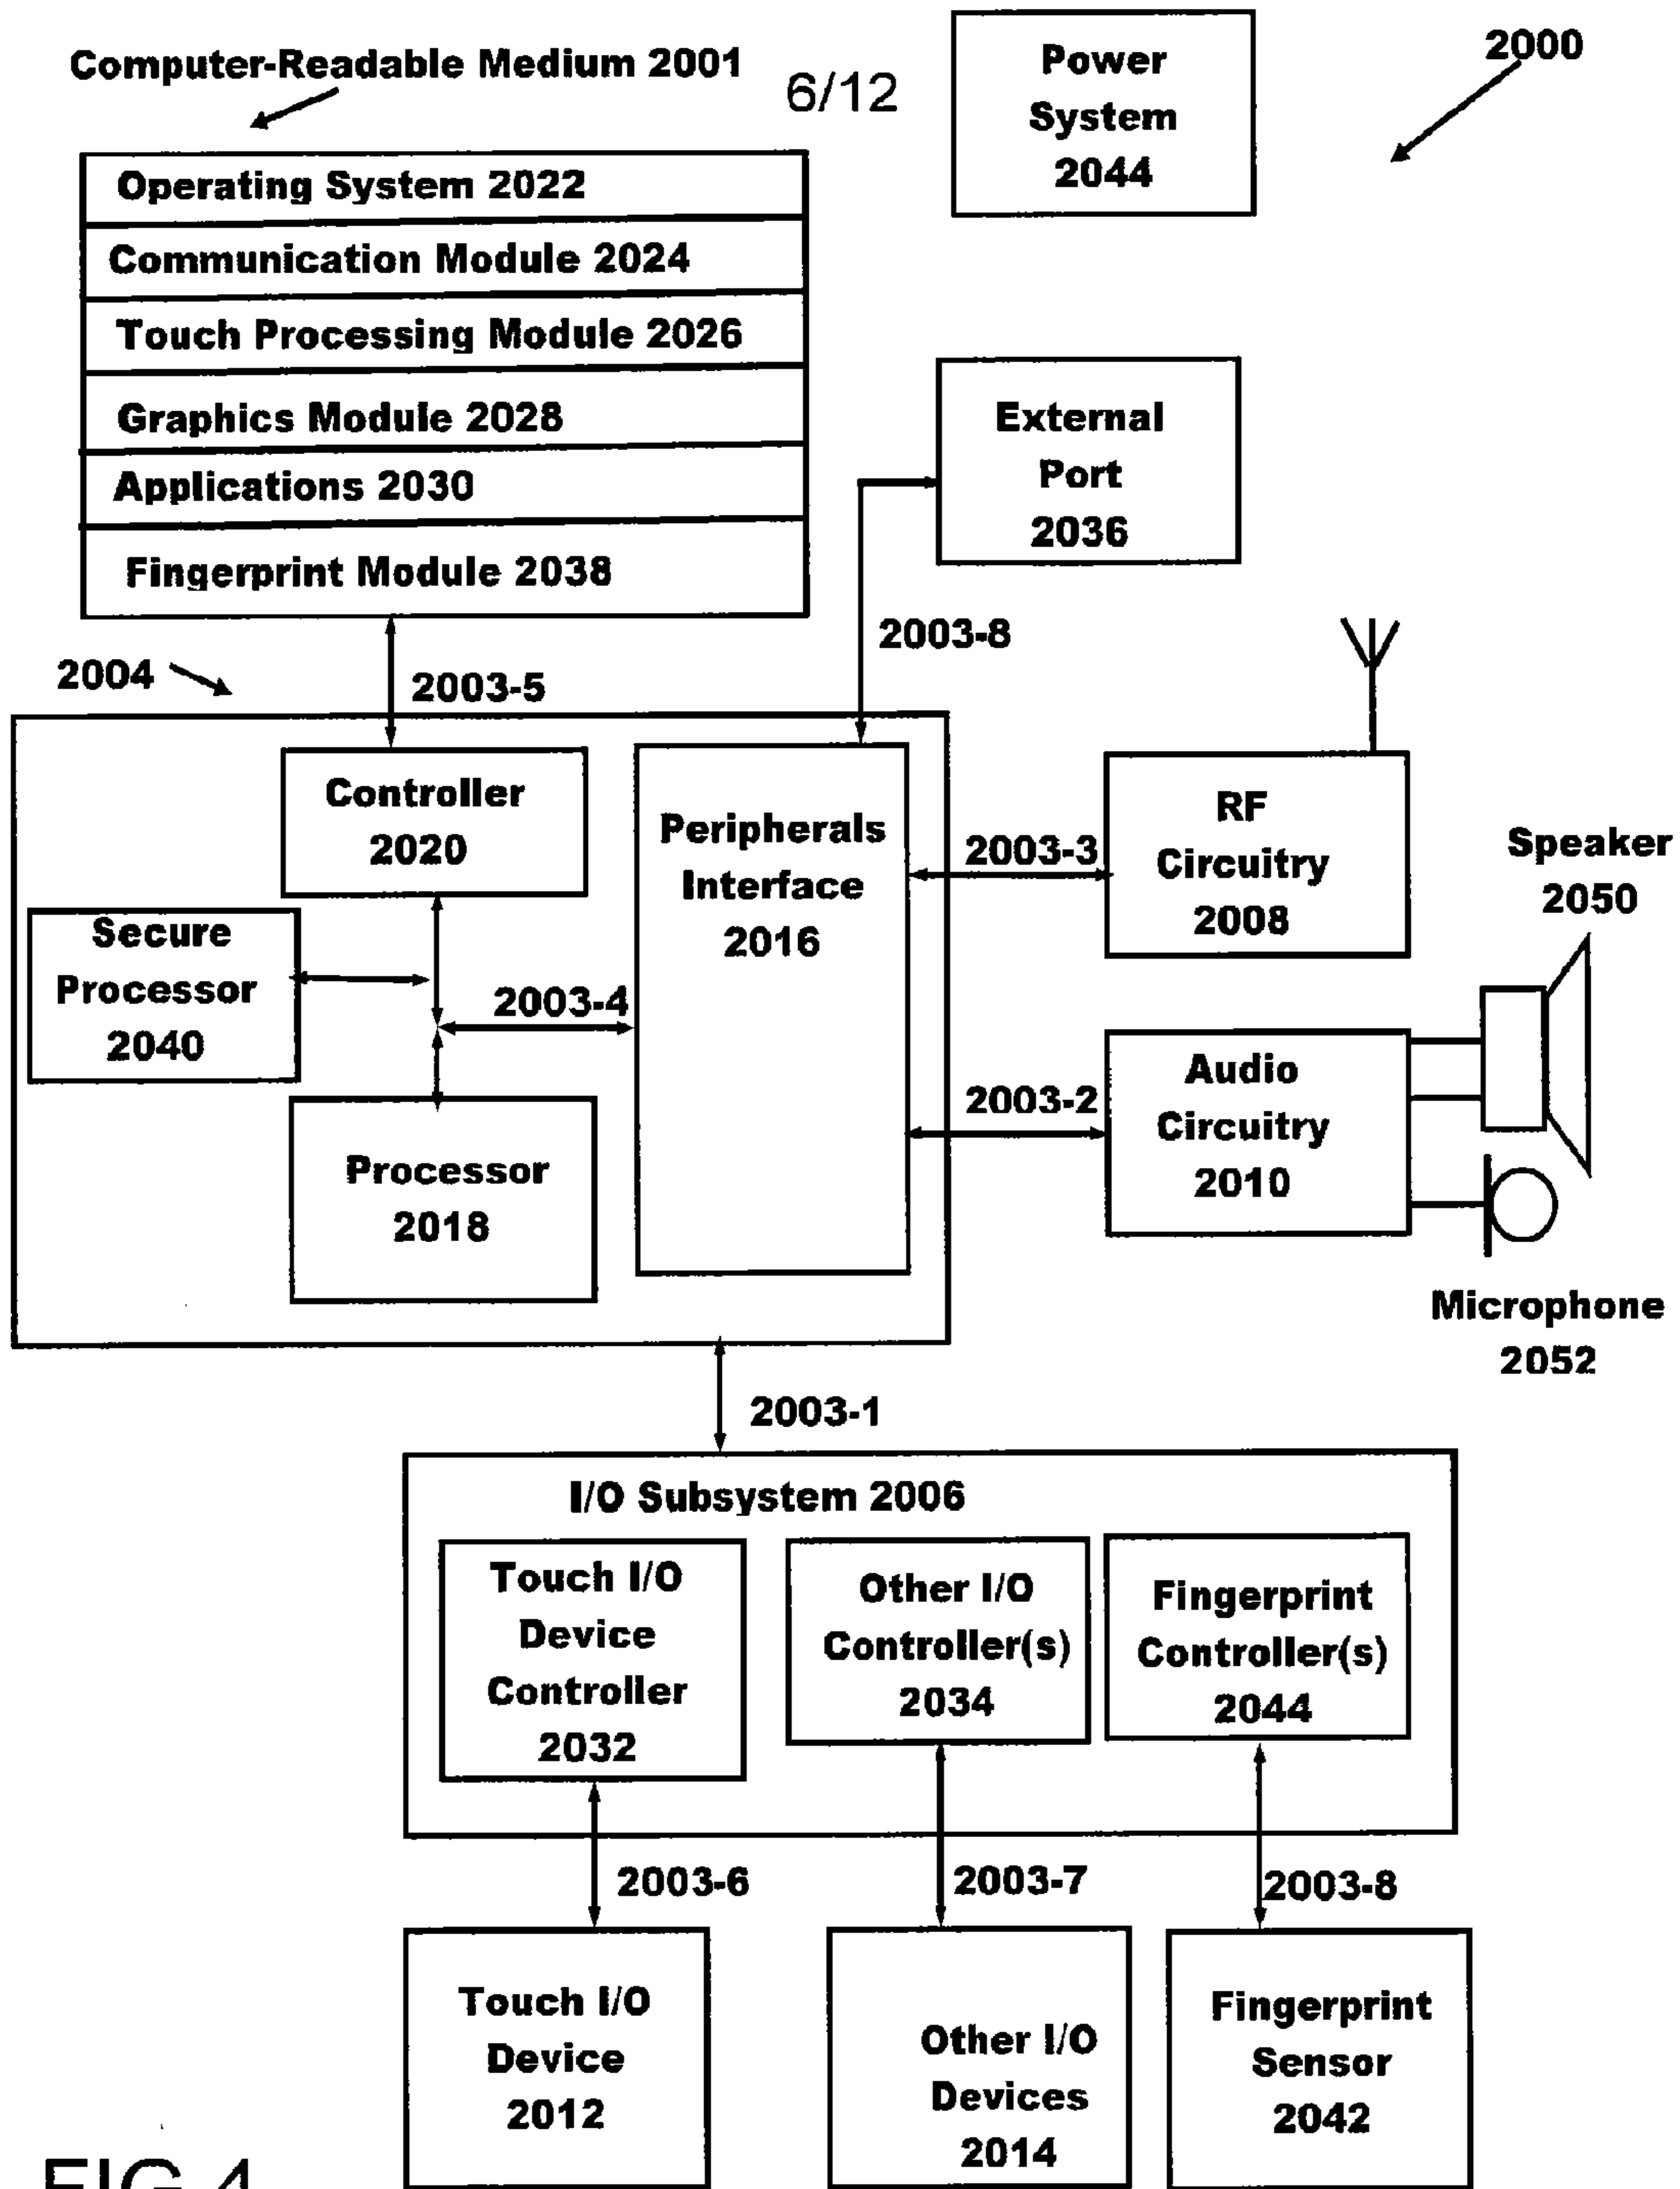 Computer-Readable Medium 2001
6/12
Power
System
2044
2000
Operating System 2022
Communication Module 2024
Touch Processing Module 2026
Graphics Module 2028
Applications 2030
Fingerprint Module 2038
External
Port
2036
2003-8
2004
2003-5
Controller
2020
Peripherals
Interface
2016
Secure
Processor
2040
2003-4
Processor
2018
2003-3
RF
Circuitry
2008
Speaker
2050
2003-2
Audio
Circuitry
2010
Microphone
2052
2003-1
I/O Subsystem 2006
Touch I/O
Device
Controller
2032
Other I/O
Controller(s)
2034
Fingerprint
Controller(s)
2044
2003-6
2003-7
2003-8
Touch I/O
Device
2012
Other I/O
Devices
2014
Fingerprint
Sensor
2042
FIG 4